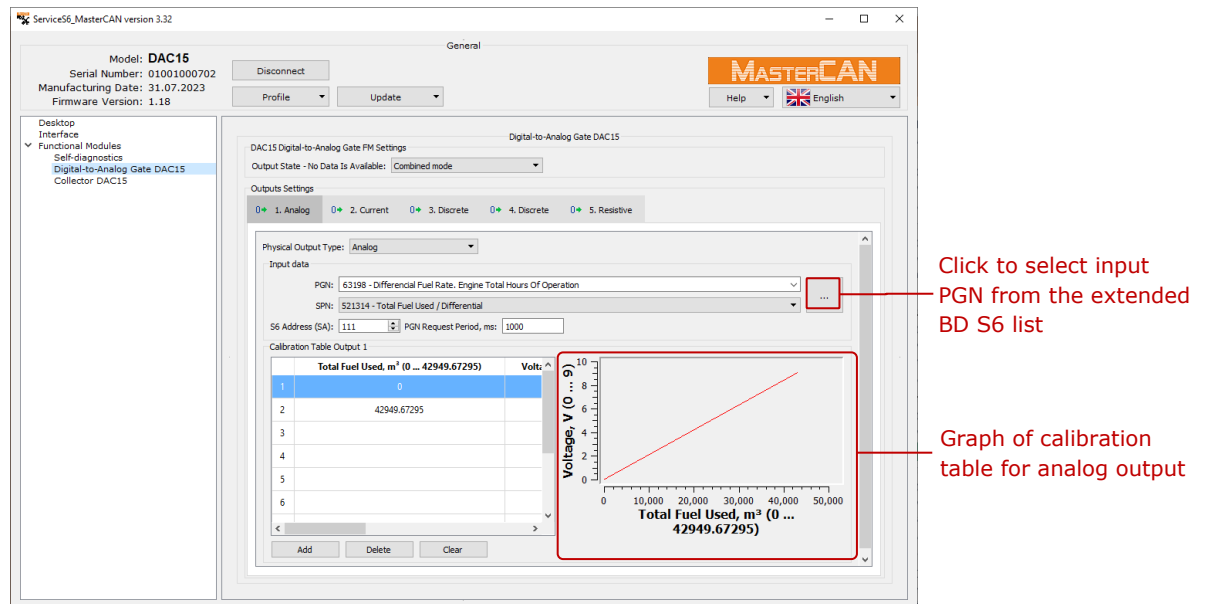 ServiceS6_MasterCAN version 3.32
General
Model: DAC15
Serial Number: 01001000702
Manufacturing Date: 31.07.2023
Firmware Version: 1.18
Disconnect
Profile
Update
MASTERCAN
Help
English
Desktop
Interface
Functional Modules
Self-diagnostics
Digital-to-Analog Gate DAC15
Collector DAC15
Digital-to-Analog Gate DAC15
DAC15 Digital-to-Analog Gate FM Settings
Output State - No Data Is Available: Combined mode
Outputs Settings
0 1. Analog 0 2. Current 0 3. Discrete 0 4. Discrete 0 5. Resistive
Physical Output Type: Analog
Input data
PGN: 63198 - Differencial Fuel Rate. Engine Total Hours Of Operation
...
SPN: 521314 - Total Fuel Used / Differential
S6 Address (SA): 111 PGN Request Period, ms: 1000
Calibration Table Output 1
Total Fuel Used, m³ (0 ... 42949.67295) Volta
1 0
2 42949.67295
3
4
5
6
Add Delete Clear
Voltage, V (0 ... 9)
10
8
6
4
2
0
0 10,000 20,000 30,000 40,000 50,000
Total Fuel Used, m³ (0 ...
42949.67295)
Click to select input
PGN from the extended
BD S6 list
Graph of calibration
table for analog output